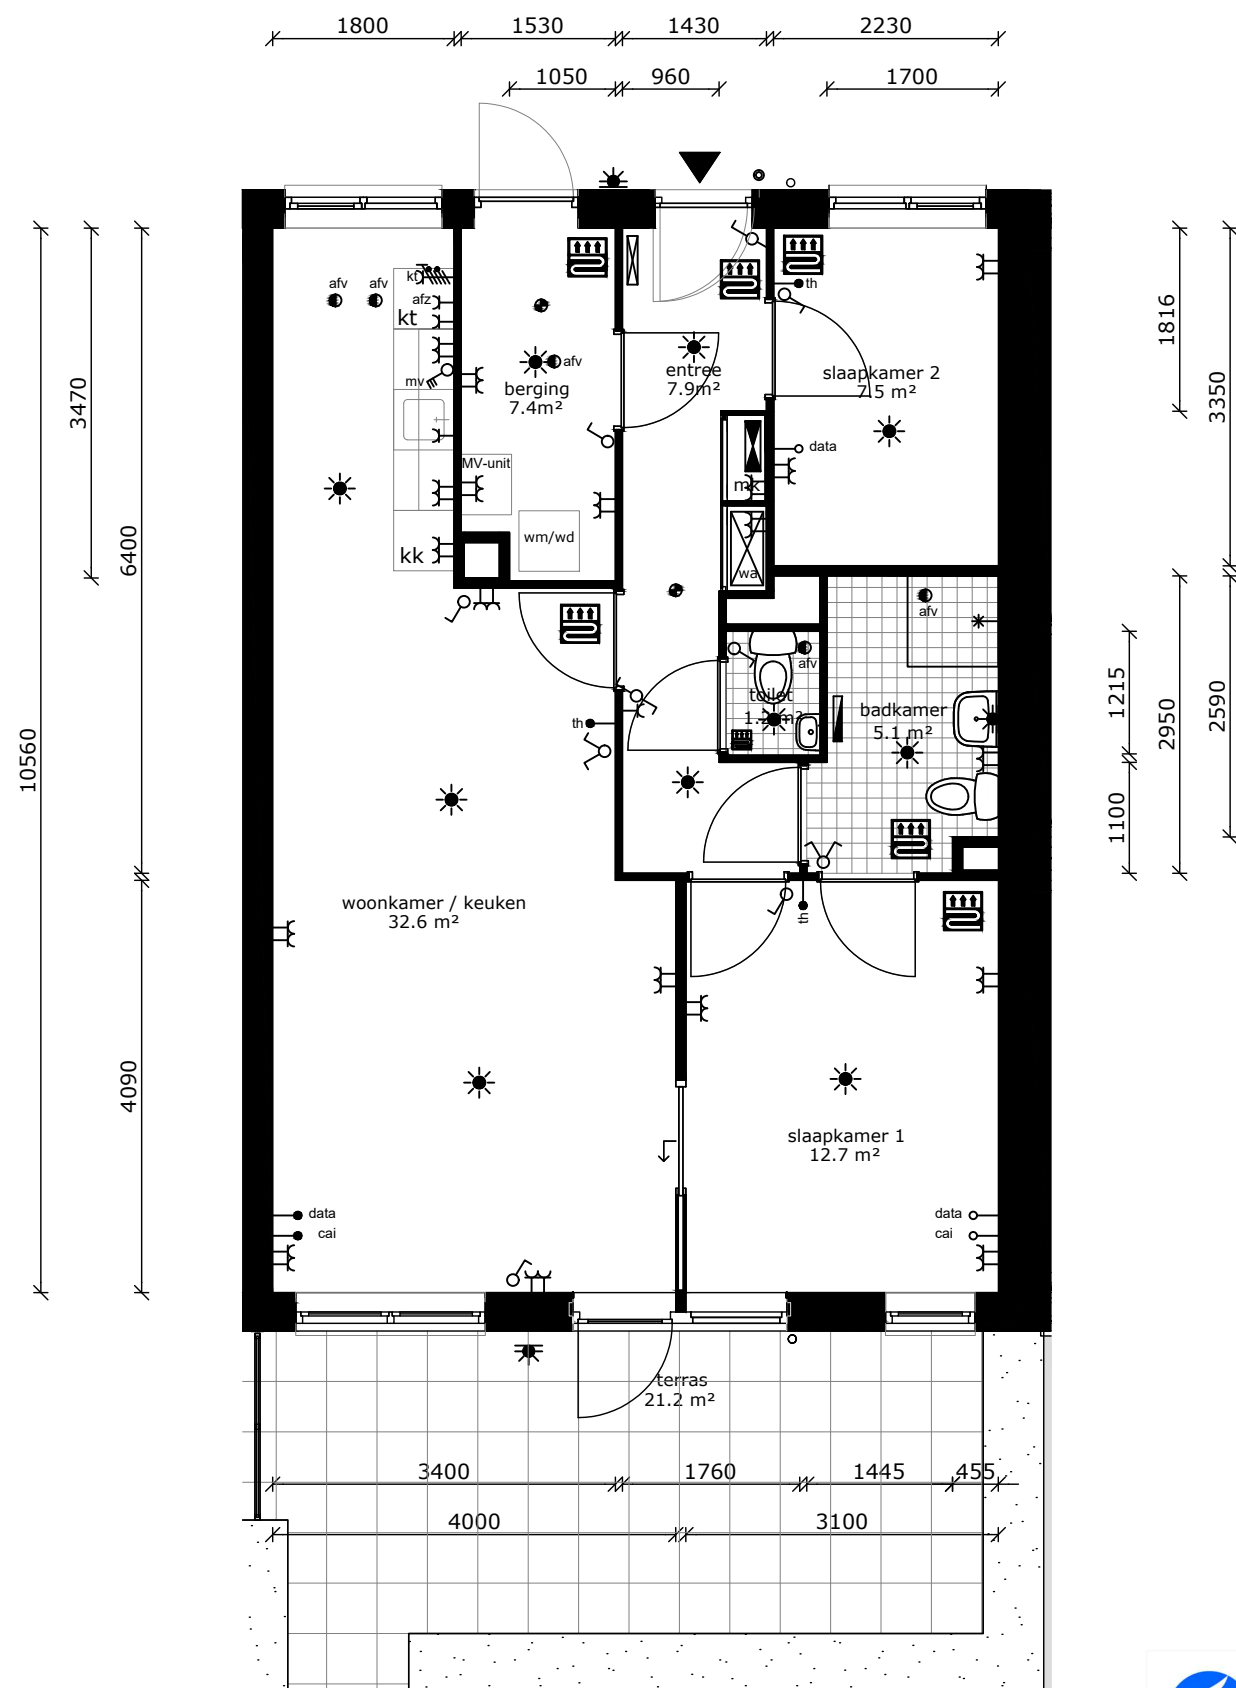 1800
1530
1430
2230
1050
960
1700
kt
afv
afv
afz
kt
th
mv
afv
berging
7.4m²
entree
7.9m²
slaapkamer 2
7.5 m²
data
MV-unit
mk
wm/wd
kk
wa
afv
afv
toilet
th
badkamer
5.1 m²
woonkamer / keuken
32.6 m²
th
slaapkamer 1
12.7 m²
data
cai
data
cai
terras
21.2 m²
3400
1760
1445
455
4000
3100
10560
3470
6400
4090
1816
3350
1215
2950
2590
1100